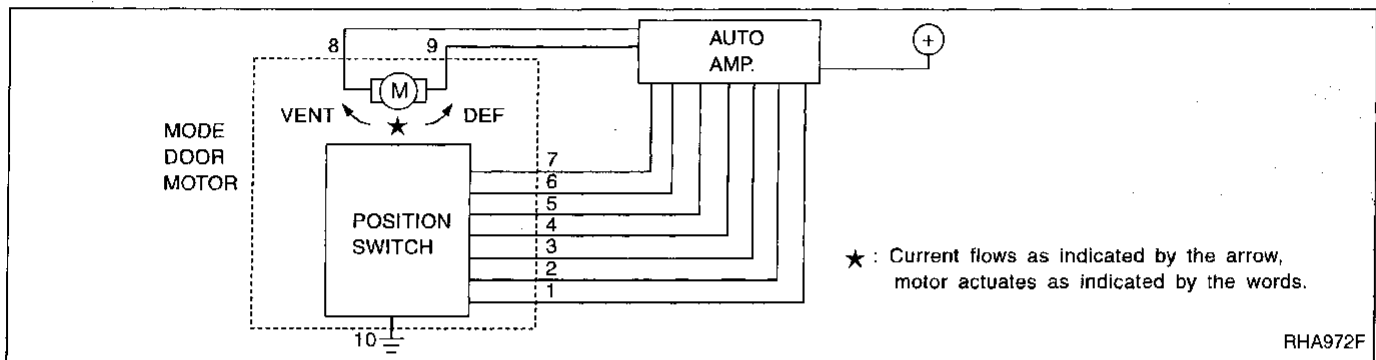 8 9
AUTO
AMP.
+
M
VENT
DEF
★
MODE
DOOR
MOTOR
7
6
5
4
3
2
1
POSITION
SWITCH
★ : Current flows as indicated by the arrow,
motor actuates as indicated by the words.
10
RHA972F